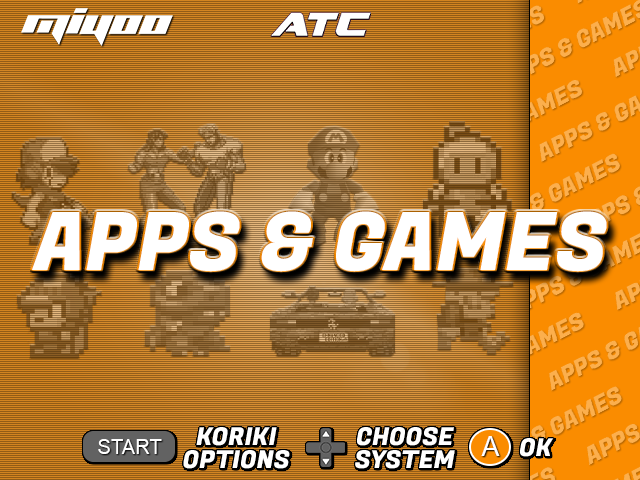 miyoo
ATC
APPS & GAMES
START
KORIKI
OPTIONS
CHOOSE
SYSTEM
A
OK
APPS & GAMES
APPS & GAMES
APPS & GAMES
APPS & GAMES